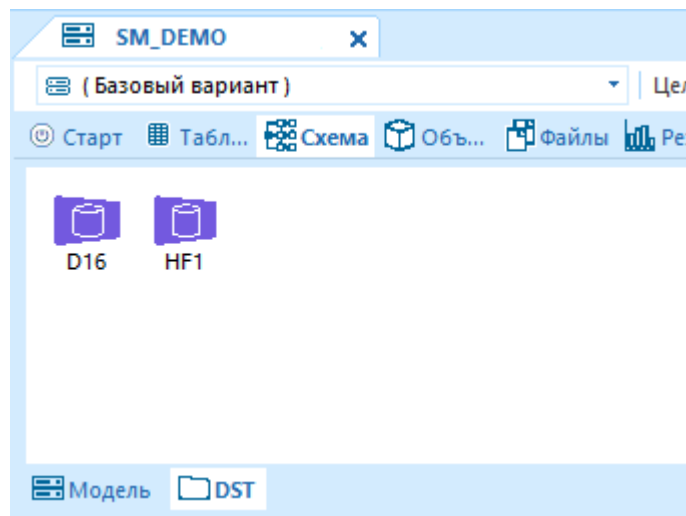 SM_DEMO
( Базовый вариант ) Цел
Старт Табл... Схема Объ... Файлы Ре
D16 HF1
Модель DST